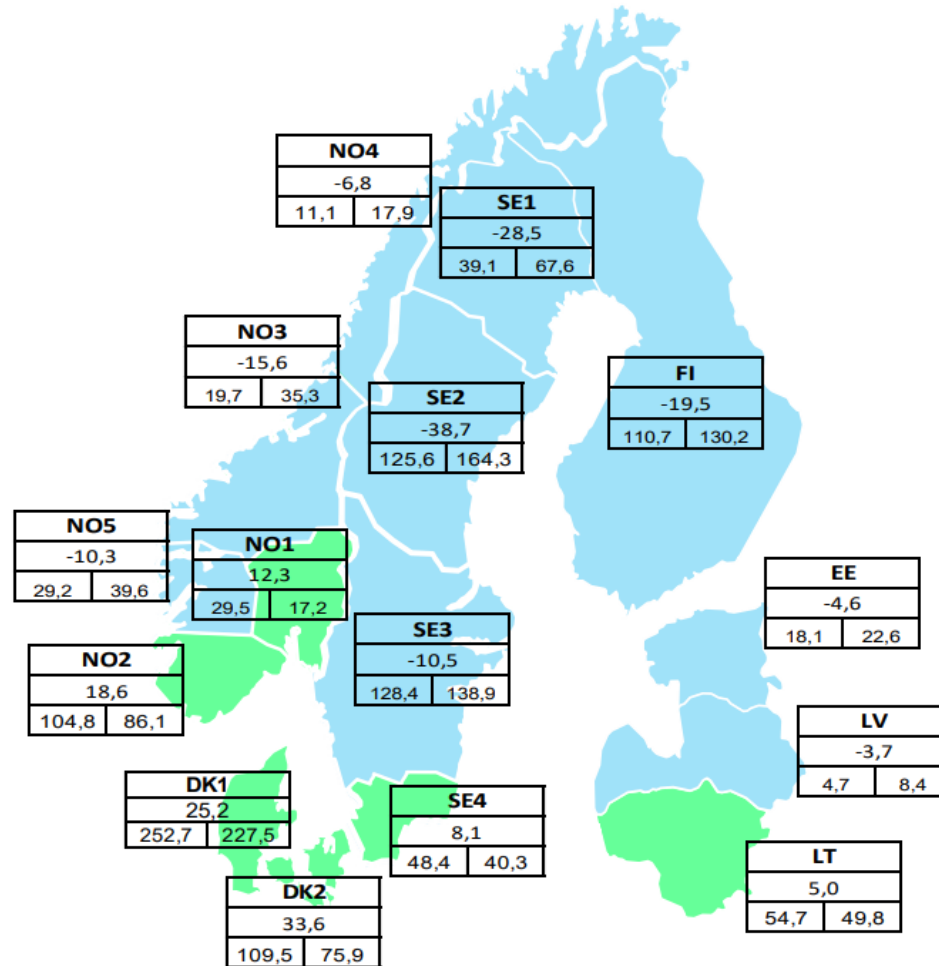 NO4
-6,8
11,1 17,9
SE1
-28,5
39,1 67,6
NO3
-15,6
19,7 35,3
FI
-19,5
110,7 130,2
SE2
-38,7
125,6 164,3
NO5
-10,3
29,2 39,6
NO1
12,3
29,5 17,2
EE
-4,6
18,1 22,6
SE3
-10,5
128,4 138,9
NO2
18,6
104,8 86,1
LV
-3,7
4,7 8,4
DK1
25,2
252,7 227,5
SE4
8,1
48,4 40,3
LT
5,0
54,7 49,8
DK2
33,6
109,5 75,9